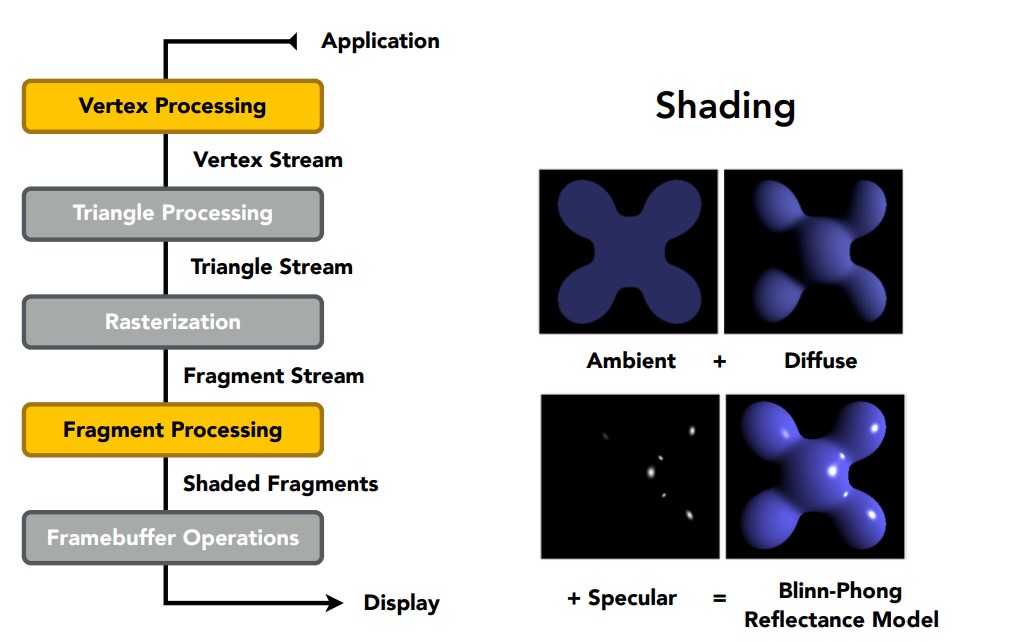 Application
Vertex Processing
Vertex Stream
Triangle Processing
Triangle Stream
Rasterization
Fragment Stream
Fragment Processing
Shaded Fragments
Framebuffer Operations
Display
Shading
Ambient + Diffuse
+ Specular = Blinn-Phong
Reflectance Model